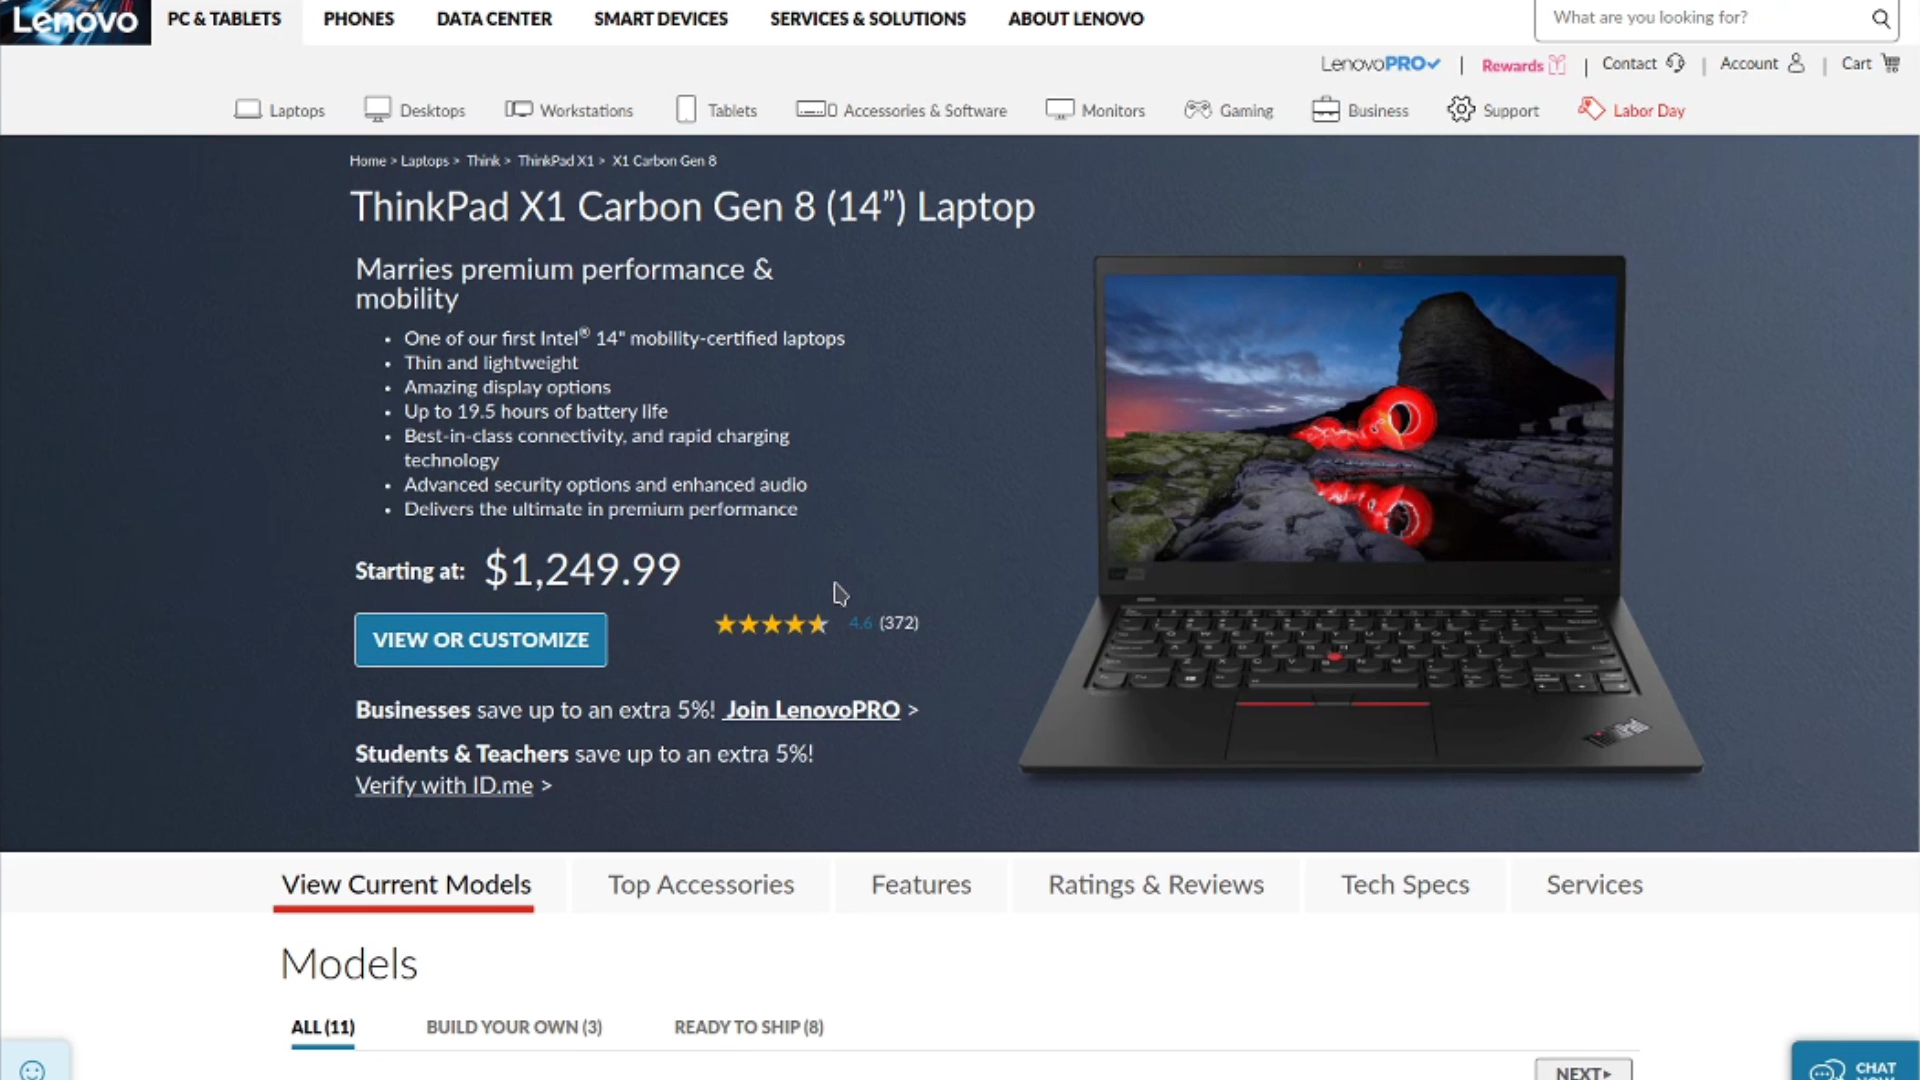 Lenovo
PC & TABLETS PHONES DATA CENTER SMART DEVICES SERVICES & SOLUTIONS ABOUT LENOVO
What are you looking for?
LenovoPRO | Rewards | Contact | Account | Cart
Laptops Desktops Workstations Tablets Accessories & Software Monitors Gaming Business Support Labor Day
Home > Laptops > Think > ThinkPad X1 > X1 Carbon Gen 8
ThinkPad X1 Carbon Gen 8 (14”) Laptop
Marries premium performance &
mobility
• One of our first Intel® 14" mobility-certified laptops
• Thin and lightweight
• Amazing display options
• Up to 19.5 hours of battery life
• Best-in-class connectivity, and rapid charging
technology
• Advanced security options and enhanced audio
• Delivers the ultimate in premium performance
Starting at: $1,249.99
VIEW OR CUSTOMIZE
4.6 (372)
Businesses save up to an extra 5%! Join LenovoPRO >
Students & Teachers save up to an extra 5%!
Verify with ID.me >
ThinkPad
View Current Models Top Accessories Features Ratings & Reviews Tech Specs Services
Models
ALL (11) BUILD YOUR OWN (3) READY TO SHIP (8)
NEXT
CHAT